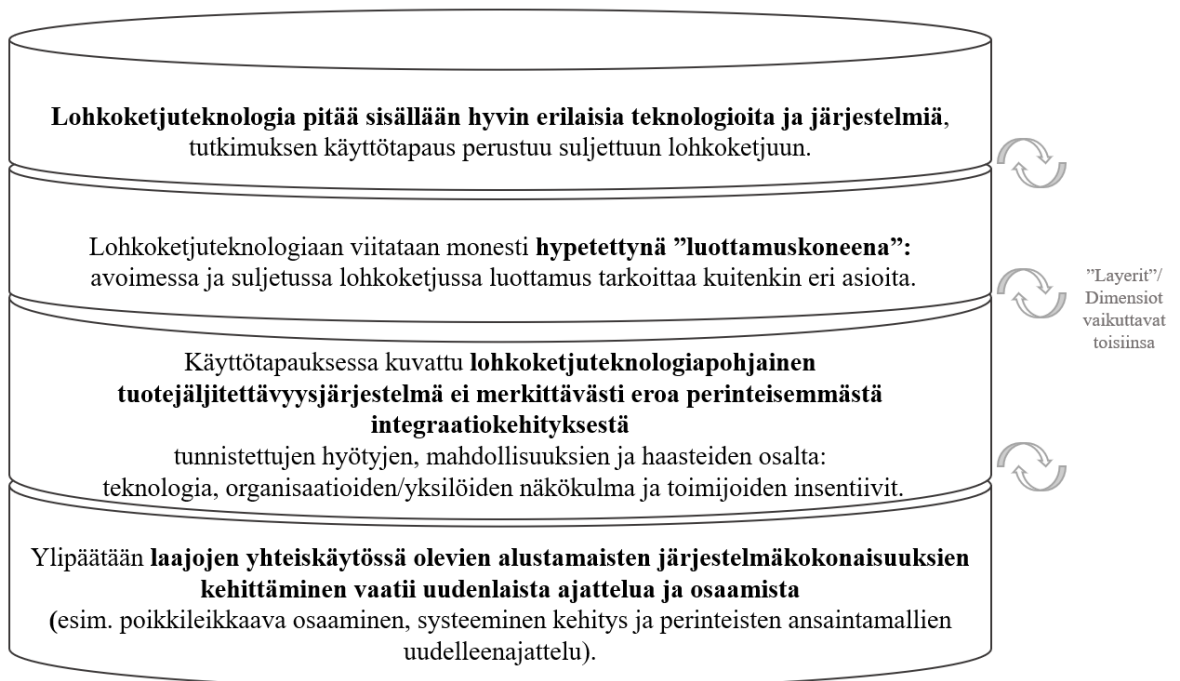 Lohkoketjuteknologia pitää sisällään hyvin erilaisia teknologioita ja järjestelmiä,
tutkimuksen käyttötapaus perustuu suljettuun lohkoketjuun.
Lohkoketjuteknologiaan viitataan monesti hypetettynä ”luottamuskoneena”:
avoimessa ja suljetussa lohkoketjussa luottamus tarkoittaa kuitenkin eri asioita.
Käyttötapauksessa kuvattu lohkoketjuteknologiapohjainen
tuotejäljitettävyysjärjestelmä ei merkittävästi eroa perinteisemmästä
integraatiokehityksestä
tunnistettujen hyötyjen, mahdollisuuksien ja haasteiden osalta:
teknologia, organisaatioiden/yksilöiden näkökulma ja toimijoiden insentiivit.
Ylipäätään laajojen yhteiskäytössä olevien alustamaisten järjestelmäkokonaisuuksien
kehittäminen vaatii uudenlaista ajattelua ja osaamista
(esim. poikkileikkaava osaaminen, systeeminen kehitys ja perinteisten ansaintamallien
uudelleenajattelu).
”Layerit”/
Dimensiot
vaikuttavat
toisiinsa